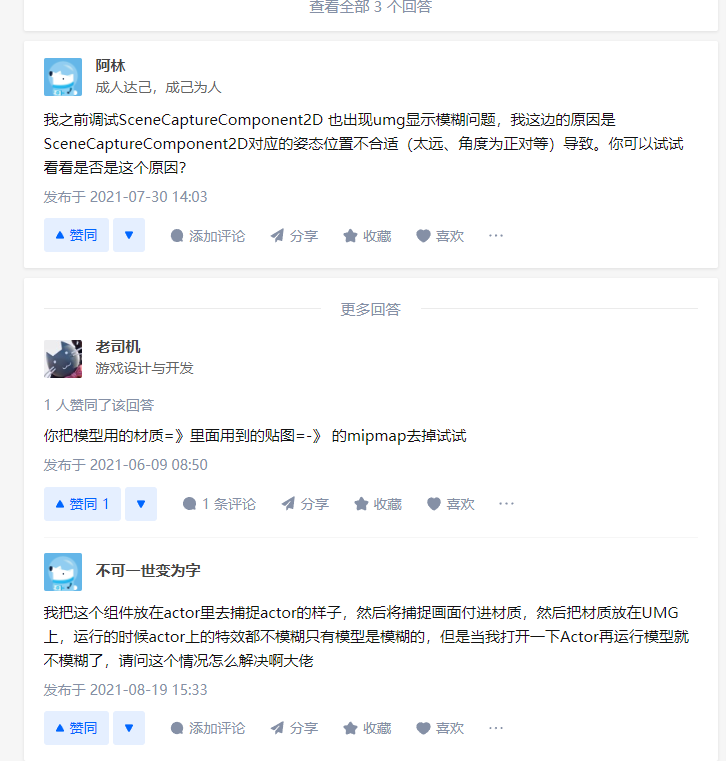 查看全部 3 个回答
阿林
成人达己，成己为人
我之前调试SceneCaptureComponent2D 也出现umg显示模糊问题，我这边的原因是
SceneCaptureComponent2D对应的姿态位置不合适（太远、角度为正对等）导致。你可以试试
看看是否是这个原因?
发布于 2021-07-30 14:03
赞同 添加评论 分享 收藏 喜欢 ···
更多回答
老司机
游戏设计与开发
1 人赞同了该回答
你把模型用的材质=》里面用到的贴图=-》 的mipmap去掉试试
发布于 2021-06-09 08:50
赞同 1 1 条评论 分享 收藏 喜欢 ···
不可一世变为字
我把这个组件放在actor里去捕捉actor的样子，然后将捕捉画面付进材质，然后把材质放在UMG
上，运行的时候actor上的特效都不模糊只有模型是模糊的，但是当我打开一下Actor再运行模型就
不模糊了，请问这个情况怎么解决啊大佬
发布于 2021-08-19 15:33
赞同 添加评论 分享 收藏 喜欢 ···